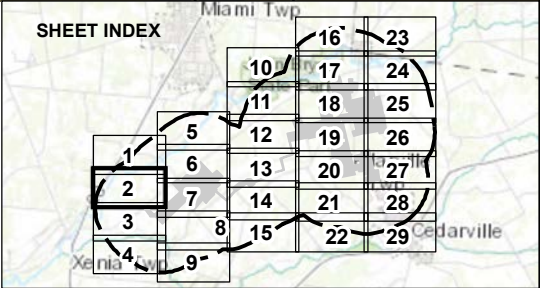 Miami Twp
SHEET INDEX
16 23
10 17 24
11 18 25
1 5 12 19 26
2 6 13 20 27
Twp
3 7 14 21 28
8 15 22 29 Cedarville
4 9
Xenia Twp